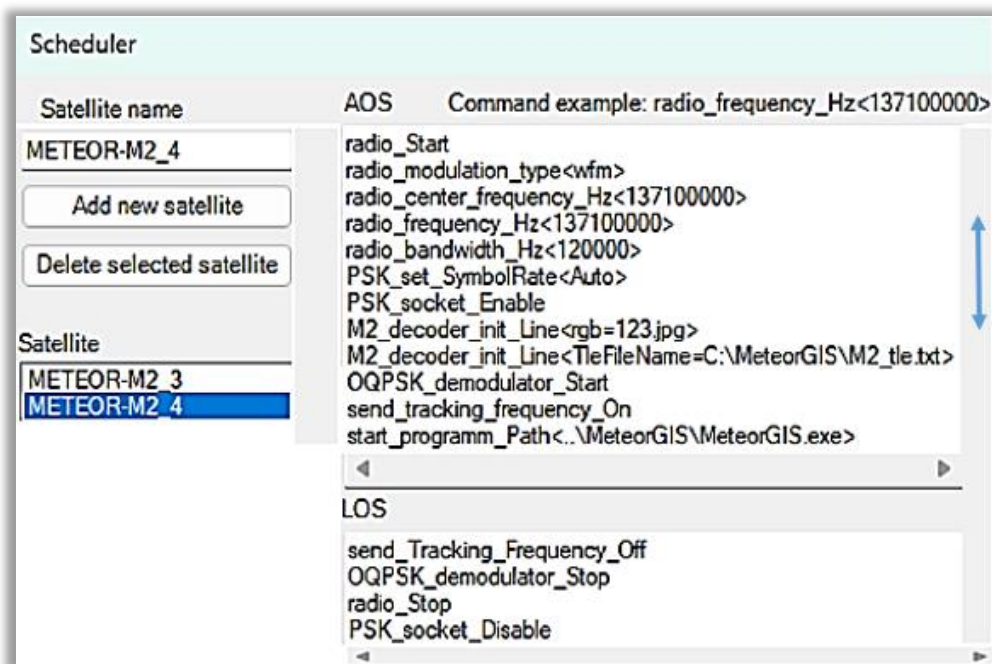 Scheduler
Satellite name
METEOR-M2_4
Add new satellite
Delete selected satellite
Satellite
METEOR-M2_3
METEOR-M2_4
AOS Command example: radio_frequency_Hz<137100000>
radio_Start
radio_modulation_type<wfm>
radio_center_frequency_Hz<137100000>
radio_frequency_Hz<137100000>
radio_bandwidth_Hz<120000>
PSK_set_SymbolRate<Auto>
PSK_socket_Enable
M2_decoder_init_Line<rgb=123.jpg>
M2_decoder_init_Line<TleFileName=C:\MeteorGIS\M2_tle.txt>
OQPSK_demodulator_Start
send_tracking_frequency_On
start_programm_Path<..\MeteorGIS\MeteorGIS.exe>
LOS
send_Tracking_Frequency_Off
OQPSK_demodulator_Stop
radio_Stop
PSK_socket_Disable